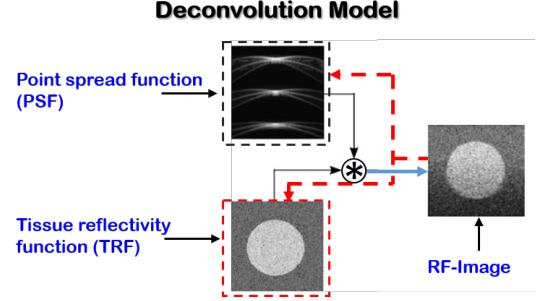 Deconvolution Model
Point spread function
(PSF)
*
Tissue reflectivity
function (TRF)
RF-Image